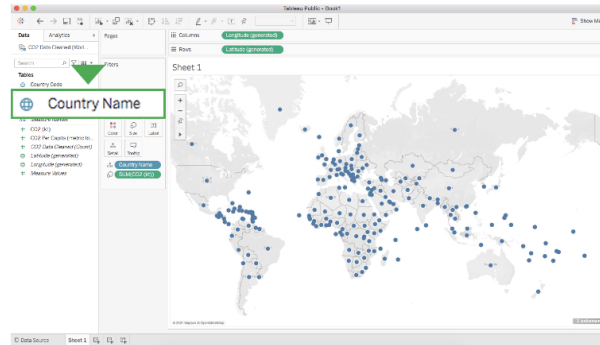 Tableau Public - Book1
Show Me
Data Analytics Pages
Columns Longitude (generated)
Rows Latitude (generated)
CO2 Data Cleaned (Worl...
Search
Filters
Sheet 1
Tables
Country Code
Country Name
Measure Names
CO2 (kt)
CO2 Per Capita (metric to...
CO2 Data Cleaned (Count)
Latitude (generated)
Longitude (generated)
Measure Values
Color Size Label
Detail Tooltip
Country Name
SUM(CO2 (kt))
Data Source Sheet 1